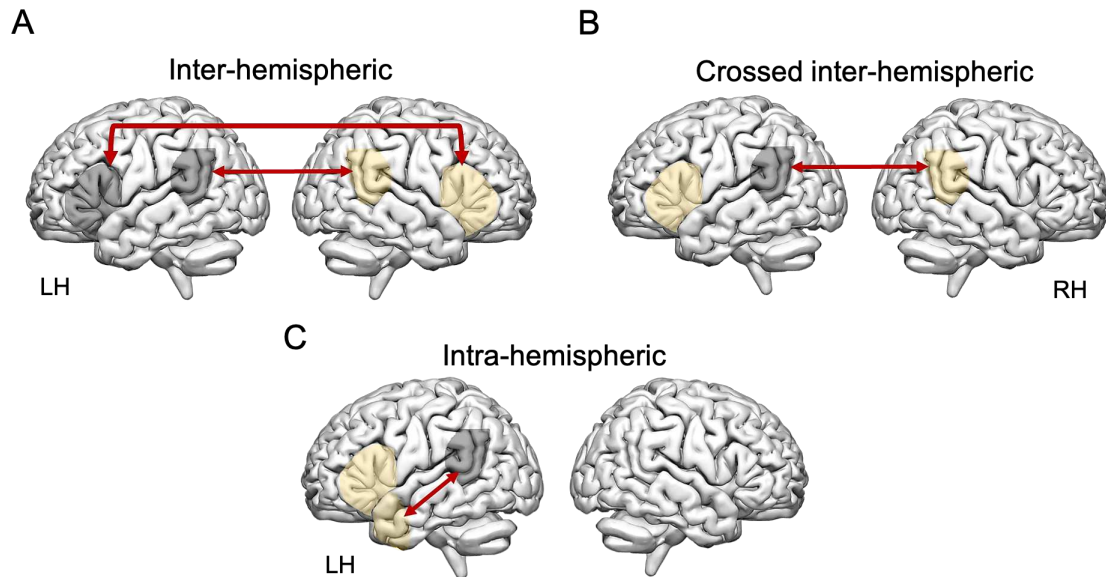 A
B
Inter-hemispheric
Crossed inter-hemispheric
LH
RH
C
Intra-hemispheric
LH